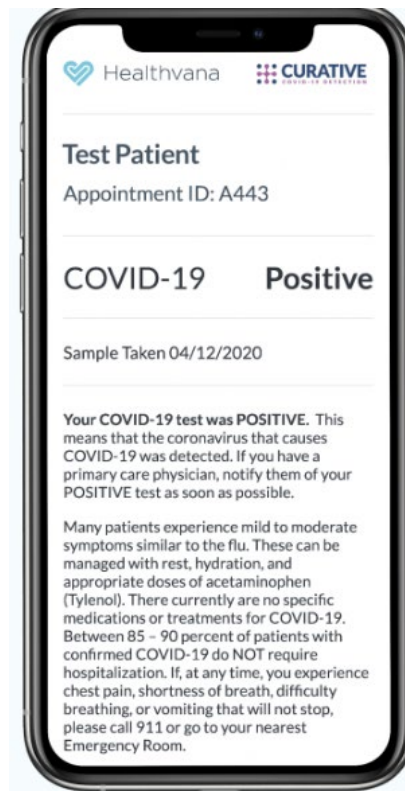 Healthvana CURATIVE
COVID-19 DETECTION
Test Patient
Appointment ID: A443
COVID-19 Positive
Sample Taken 04/12/2020
Your COVID-19 test was POSITIVE. This
means that the coronavirus that causes
COVID-19 was detected. If you have a
primary care physician, notify them of your
POSITIVE test as soon as possible.
Many patients experience mild to moderate
symptoms similar to the flu. These can be
managed with rest, hydration, and
appropriate doses of acetaminophen
(Tylenol). There currently are no specific
medications or treatments for COVID-19.
Between 85 – 90 percent of patients with
confirmed COVID-19 do NOT require
hospitalization. If, at any time, you experience
chest pain, shortness of breath, difficulty
breathing, or vomiting that will not stop,
please call 911 or go to your nearest
Emergency Room.